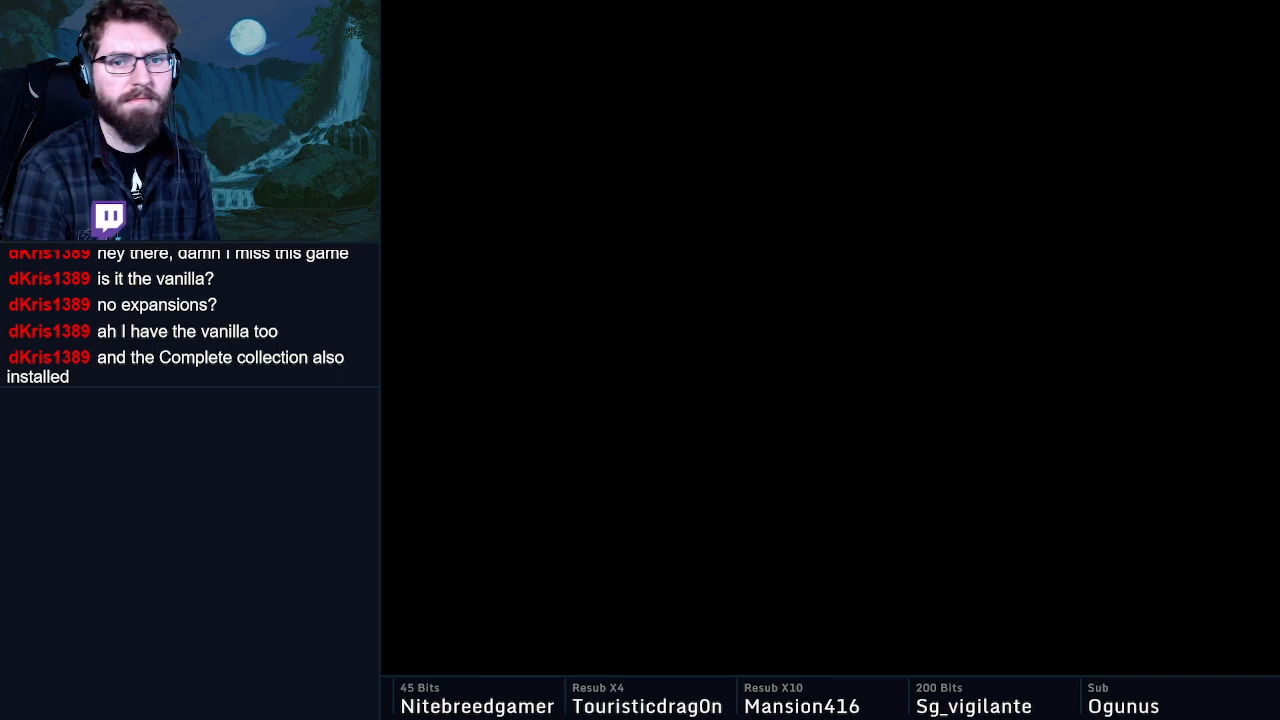 dKris1389 hey there, damn I miss this game
dKris1389 is it the vanilla?
dKris1389 no expansions?
dKris1389 ah I have the vanilla too
dKris1389 and the Complete collection also
installed
45 Bits
Nitebreedgamer
Resub X4
Touristicdrag0n
Resub X10
Mansion416
200 Bits
Sg_vigilante
Sub
Ogunus